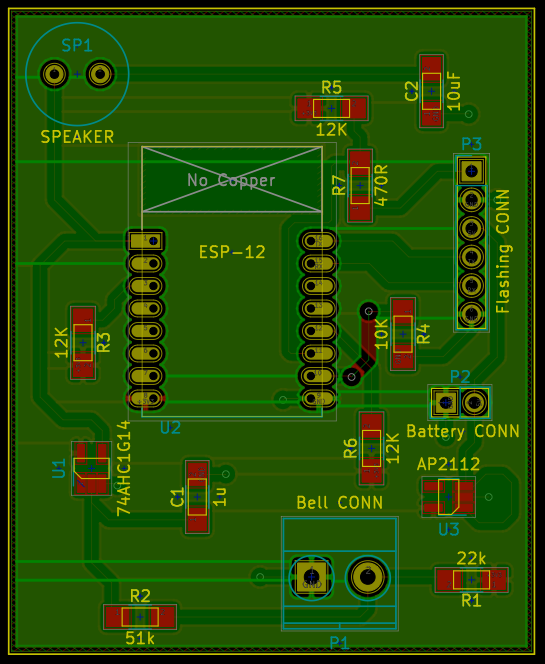 SP1
SPEAKER
R5
12K
C2
10uF
P3
No Copper
R7
470R
ESP-12
Flashing CONN
12K
R3
10K
R4
P2
Battery CONN
U2
U1
74AHC1G14
R6
12K
AP2112
U3
C1
1u
Bell CONN
22k
R1
R2
51k
P1